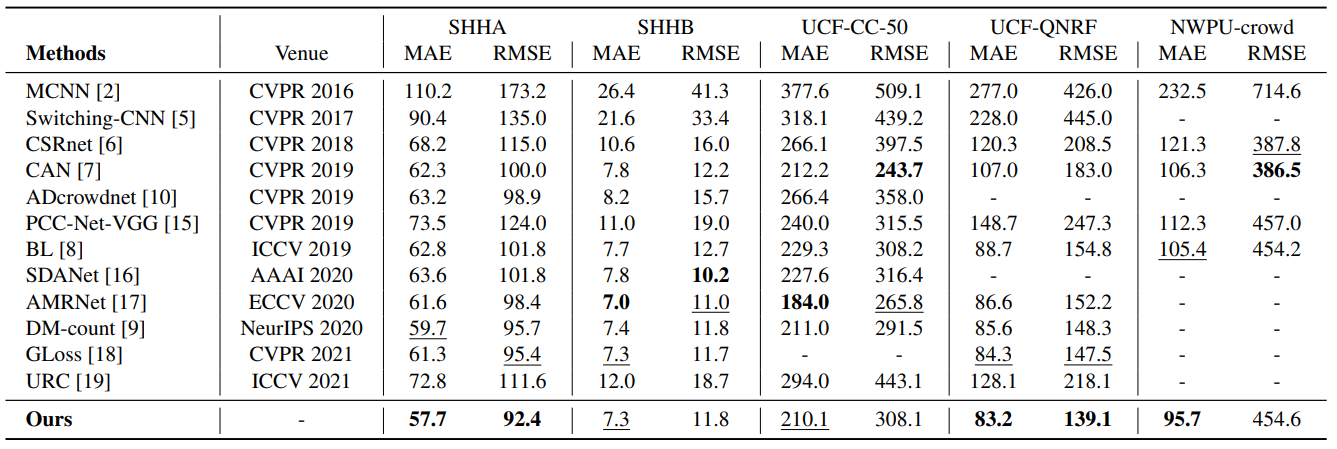 SHHA SHHB UCF-CC-50 UCF-QNRF NWPU-crowd
Methods Venue MAE RMSE MAE RMSE MAE RMSE MAE RMSE MAE RMSE
MCNN [2] CVPR 2016 110.2 173.2 26.4 41.3 377.6 509.1 277.0 426.0 232.5 714.6
Switching-CNN [5] CVPR 2017 90.4 135.0 21.6 33.4 318.1 439.2 228.0 445.0 - -
CSRnet [6] CVPR 2018 68.2 115.0 10.6 16.0 266.1 397.5 120.3 208.5 121.3 387.8
CAN [7] CVPR 2019 62.3 100.0 7.8 12.2 212.2 243.7 107.0 183.0 106.3 386.5
ADcrowdnet [10] CVPR 2019 63.2 98.9 8.2 15.7 266.4 358.0 - - - -
PCC-Net-VGG [15] CVPR 2019 73.5 124.0 11.0 19.0 240.0 315.5 148.7 247.3 112.3 457.0
BL [8] ICCV 2019 62.8 101.8 7.7 12.7 229.3 308.2 88.7 154.8 105.4 454.2
SDANet [16] AAAI 2020 63.6 101.8 7.8 10.2 227.6 316.4 - - - -
AMRNet [17] ECCV 2020 61.6 98.4 7.0 11.0 184.0 265.8 86.6 152.2 - -
DM-count [9] NeurIPS 2020 59.7 95.7 7.4 11.8 211.0 291.5 85.6 148.3 - -
GLoss [18] CVPR 2021 61.3 95.4 7.3 11.7 - - 84.3 147.5 - -
URC [19] ICCV 2021 72.8 111.6 12.0 18.7 294.0 443.1 128.1 218.1 - -
Ours - 57.7 92.4 7.3 11.8 210.1 308.1 83.2 139.1 95.7 454.6